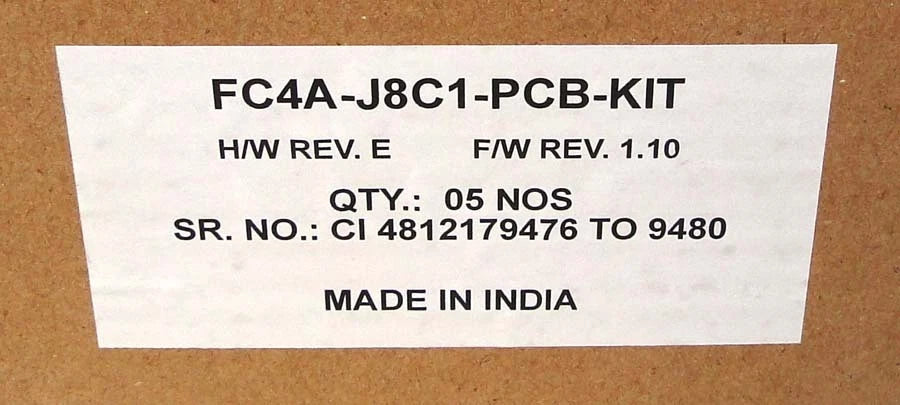 FC4A-J8C1-PCB-KIT
H/W REV. E F/W REV. 1.10
QTY.: 05 NOS
SR. NO.: CI 4812179476 TO 9480
MADE IN INDIA